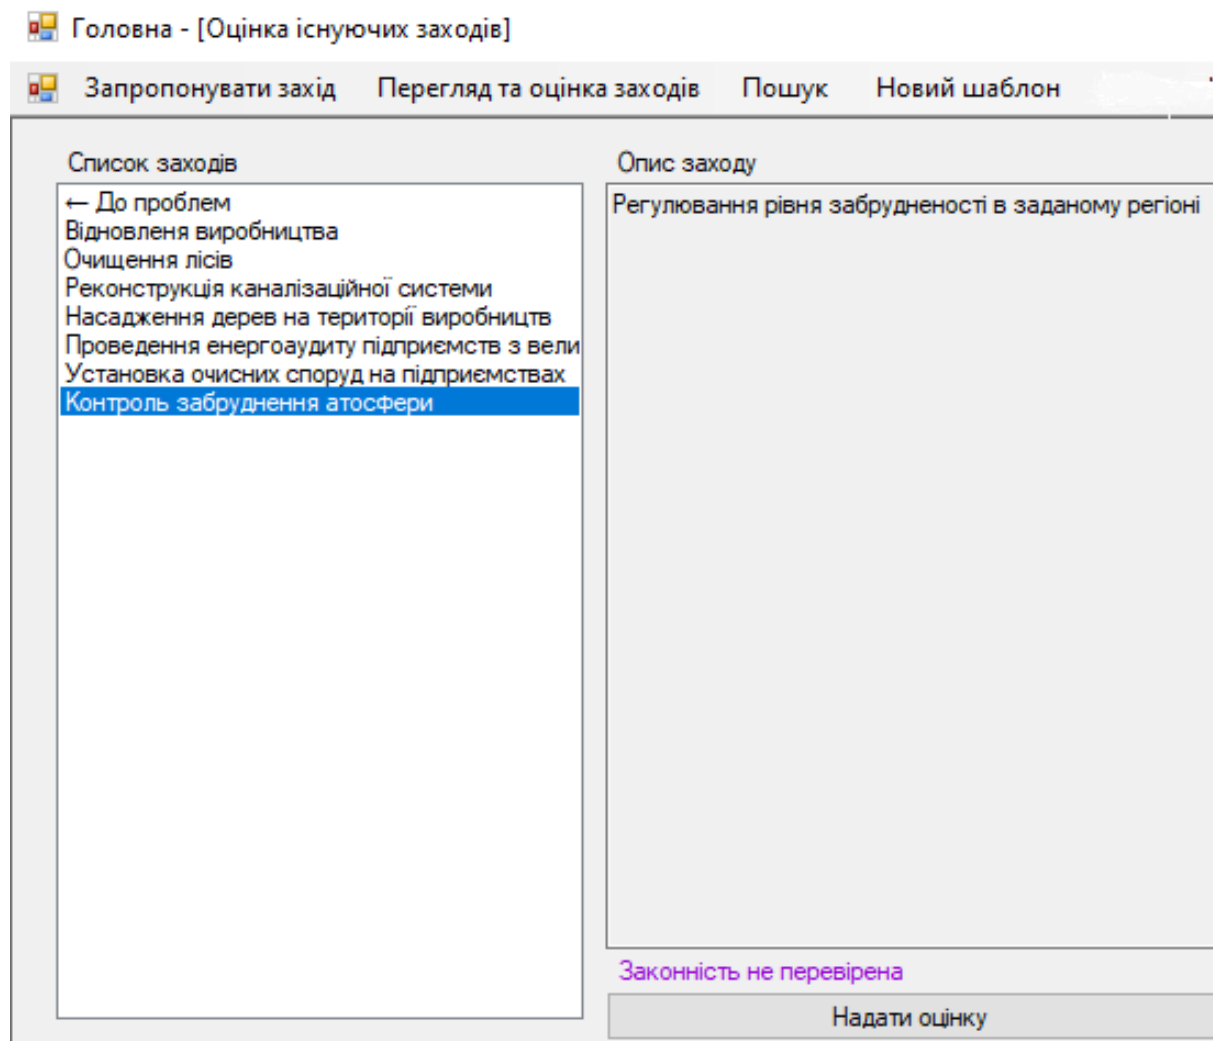 Головна - [Оцінка існуючих заходів]
Запропонувати захід Перегляд та оцінка заходів Пошук Новий шаблон
Список заходів
← До проблем
Відновленя виробництва
Очищення лісів
Реконструкція каналізаційної системи
Насадження дерев на території виробництв
Проведення енергоаудиту підприємств з вели
Установка очисних споруд на підприємствах
Контроль забруднення атосфери
Опис заходу
Регулювання рівня забрудненості в заданому регіоні
Законність не перевірена
Надати оцінку